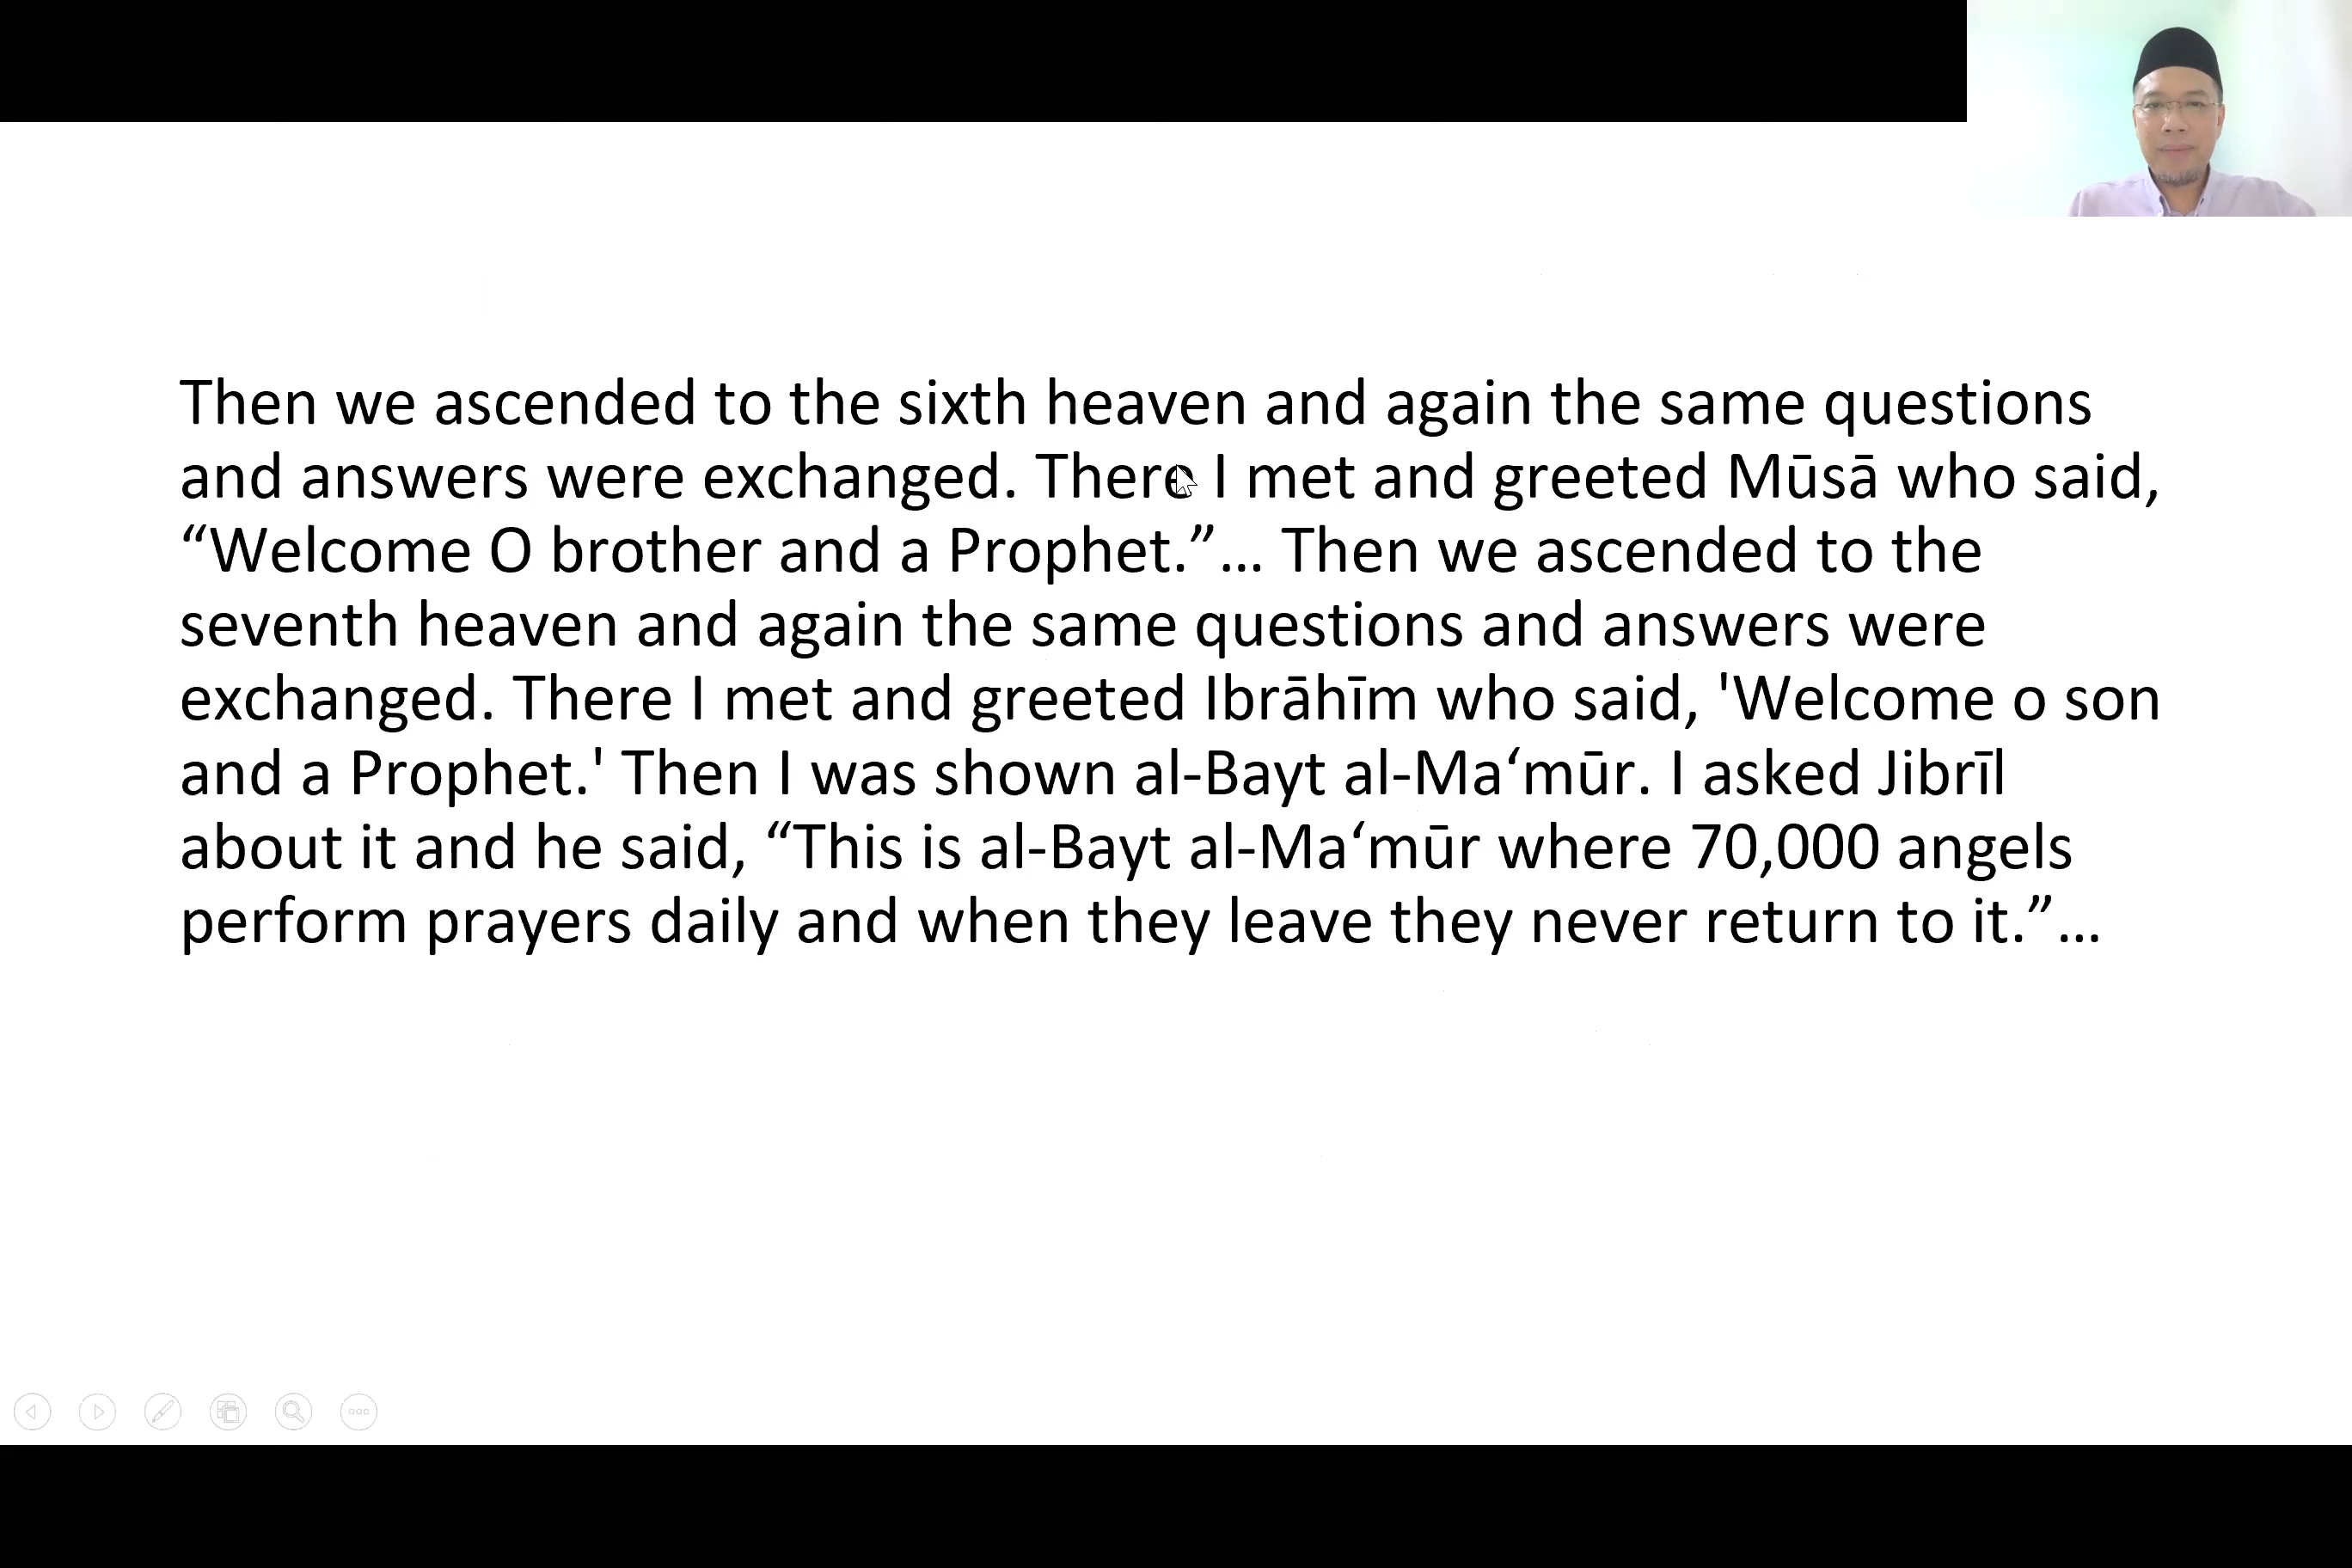 Then we ascended to the sixth heaven and again the same questions
and answers were exchanged. There I met and greeted Mūsā who said,
“Welcome O brother and a Prophet.”… Then we ascended to the
seventh heaven and again the same questions and answers were
exchanged. There I met and greeted Ibrāhīm who said, 'Welcome o son
and a Prophet.' Then I was shown al-Bayt al-Ma‘mūr. I asked Jibrīl
about it and he said, “This is al-Bayt al-Ma‘mūr where 70,000 angels
perform prayers daily and when they leave they never return to it.”…